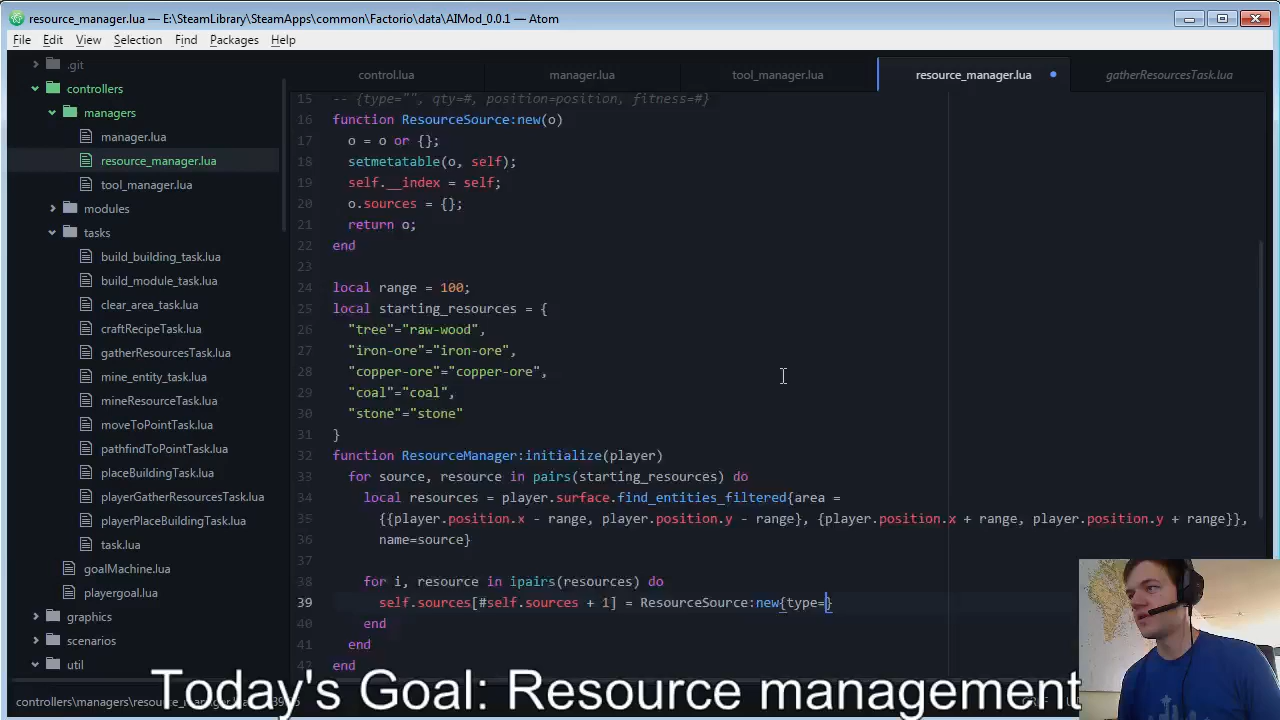 resource_manager.lua — E:\SteamLibrary\SteamApps\common\Factorio\data\AIMod_0.0.1 — Atom
File Edit View Selection Find Packages Help
.git
controllers
managers
manager.lua
resource_manager.lua
tool_manager.lua
modules
tasks
build_building_task.lua
build_module_task.lua
clear_area_task.lua
craftRecipeTask.lua
gatherResourcesTask.lua
mine_entity_task.lua
mineResourceTask.lua
moveToPointTask.lua
pathfindToPointTask.lua
placeBuildingTask.lua
playerGatherResourcesTask.lua
playerPlaceBuildingTask.lua
task.lua
goalMachine.lua
playergoal.lua
graphics
scenarios
util
control.lua manager.lua tool_manager.lua resource_manager.lua gatherResourcesTask.lua
15 -- {type="", qty=#, position=position, fitness=#}
16 function ResourceSource:new(o)
17 o = o or {};
18 setmetatable(o, self);
19 self.__index = self;
20 o.sources = {};
21 return o;
22 end
23
24 local range = 100;
25 local starting_resources = {
26 "tree"="raw-wood",
27 "iron-ore"="iron-ore",
28 "copper-ore"="copper-ore",
29 "coal"="coal",
30 "stone"="stone"
31 }
32 function ResourceManager:initialize(player)
33 for source, resource in pairs(starting_resources) do
34 local resources = player.surface.find_entities_filtered{area =
35 {{player.position.x - range, player.position.y - range}, {player.position.x + range, player.position.y + range}},
36 name=source}
37
38 for i, resource in ipairs(resources) do
39 self.sources[#self.sources + 1] = ResourceSource:new{type=}
40 end
41 end
42 end
Today's Goal: Resource management